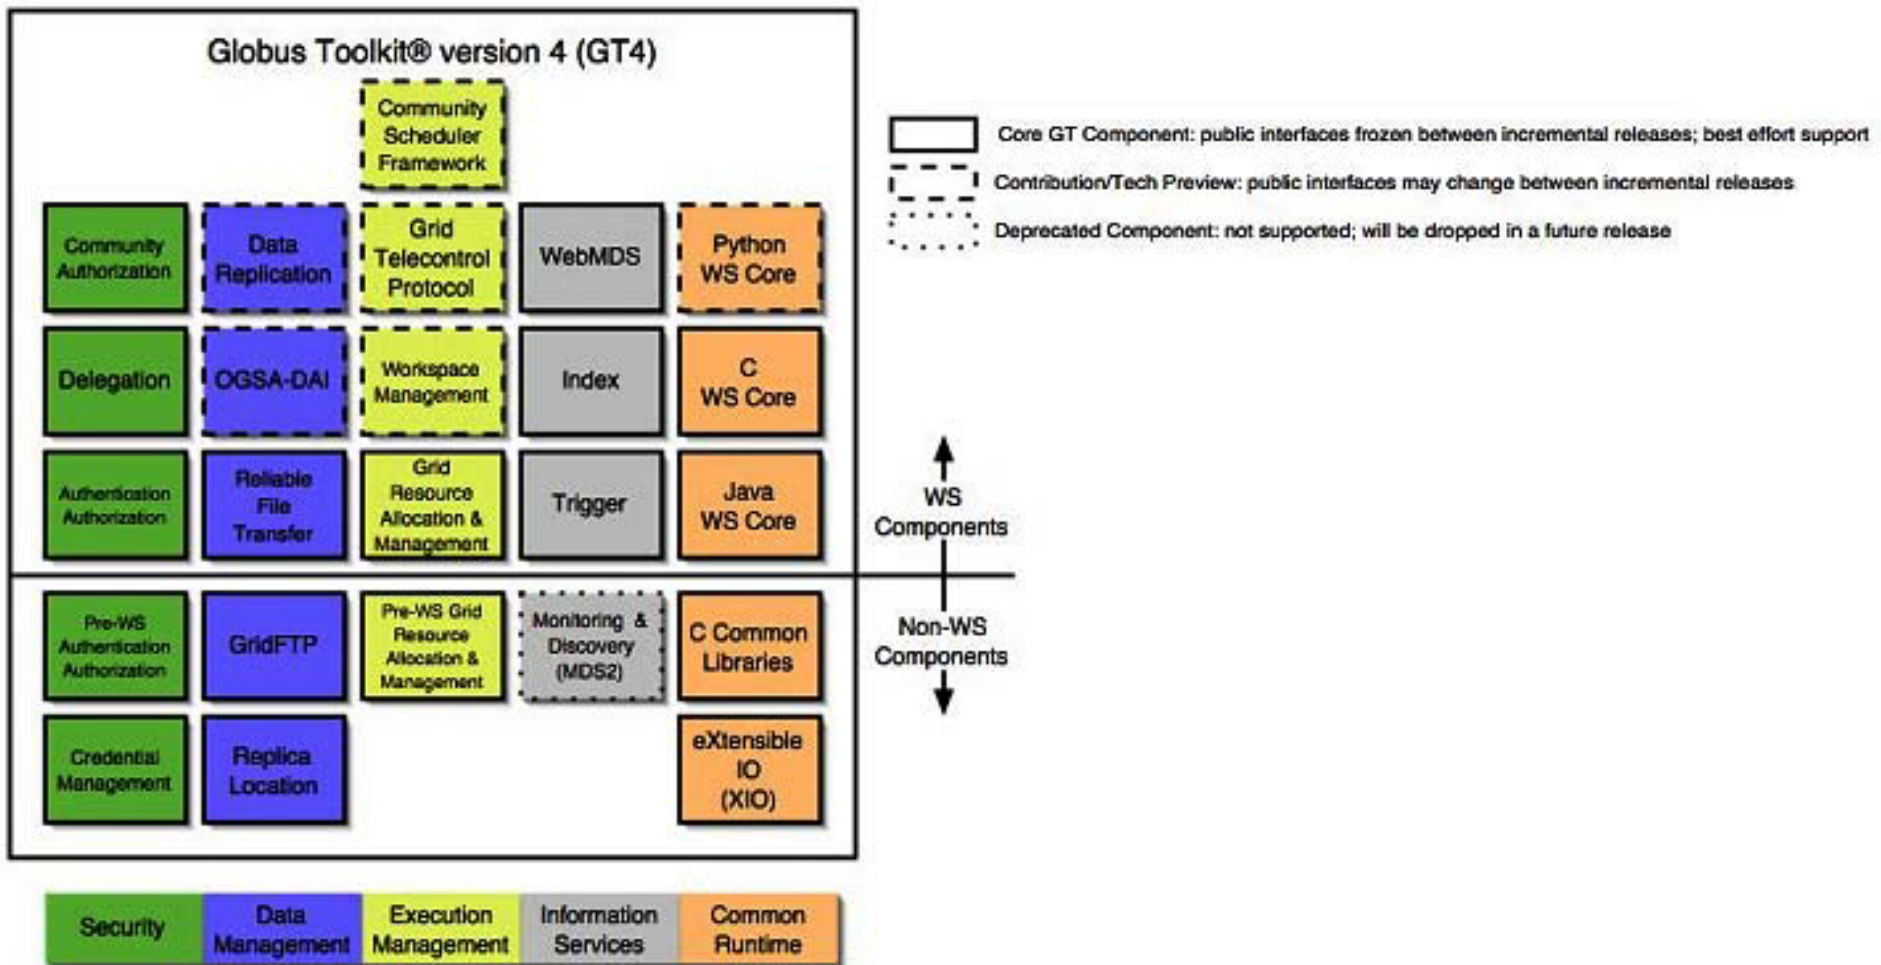 Globus Toolkit® version 4 (GT4)
Community
Scheduler
Framework
Community
Authorization
Data
Replication
Grid
Telecontrol
Protocol
WebMDS
Python
WS Core
Delegation
OGSA-DAI
Workspace
Management
Index
C
WS Core
Authentication
Authorization
Reliable
File
Transfer
Grid
Resource
Allocation &
Management
Trigger
Java
WS Core
Pre-WS
Authentication
Authorization
GridFTP
Pre-WS Grid
Resource
Allocation &
Management
Monitoring &
Discovery
(MDS2)
C Common
Libraries
Credential
Management
Replica
Location
eXtensible
IO
(XIO)
Security
Data
Management
Execution
Management
Information
Services
Common
Runtime
Core GT Component: public interfaces frozen between incremental releases; best effort support
Contribution/Tech Preview: public interfaces may change between incremental releases
Deprecated Component: not supported; will be dropped in a future release
WS
Components
Non-WS
Components